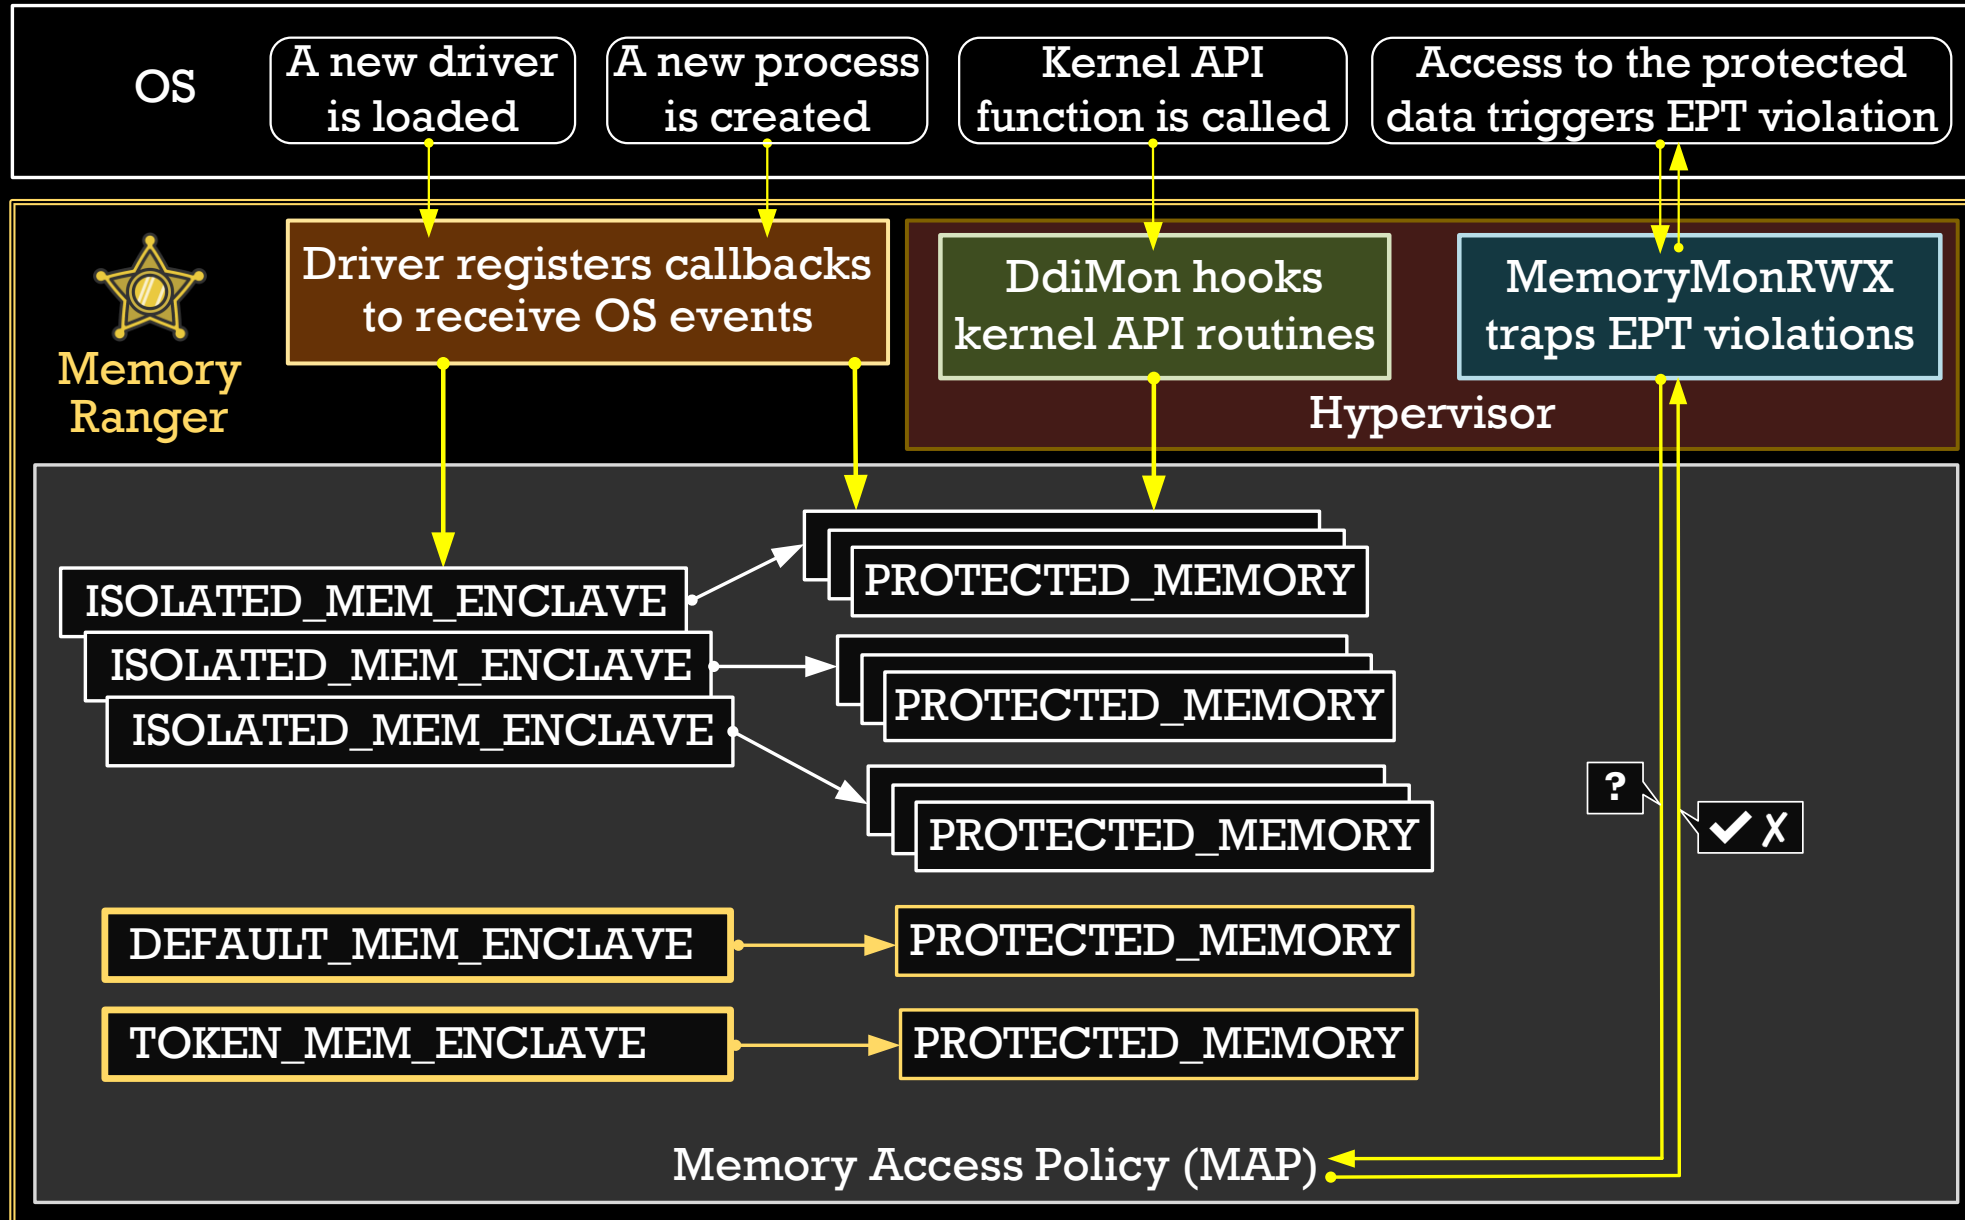 OS
A new driver
is loaded
A new process
is created
Kernel API
function is called
Access to the protected
data triggers EPT violation
Memory
Ranger
Driver registers callbacks
to receive OS events
DdiMon hooks
kernel API routines
MemoryMonRWX
traps EPT violations
Hypervisor
ISOLATED_MEM_ENCLAVE
ISOLATED_MEM_ENCLAVE
ISOLATED_MEM_ENCLAVE
PROTECTED_MEMORY
PROTECTED_MEMORY
PROTECTED_MEMORY
?
✔ ✗
DEFAULT_MEM_ENCLAVE
PROTECTED_MEMORY
TOKEN_MEM_ENCLAVE
PROTECTED_MEMORY
Memory Access Policy (MAP)